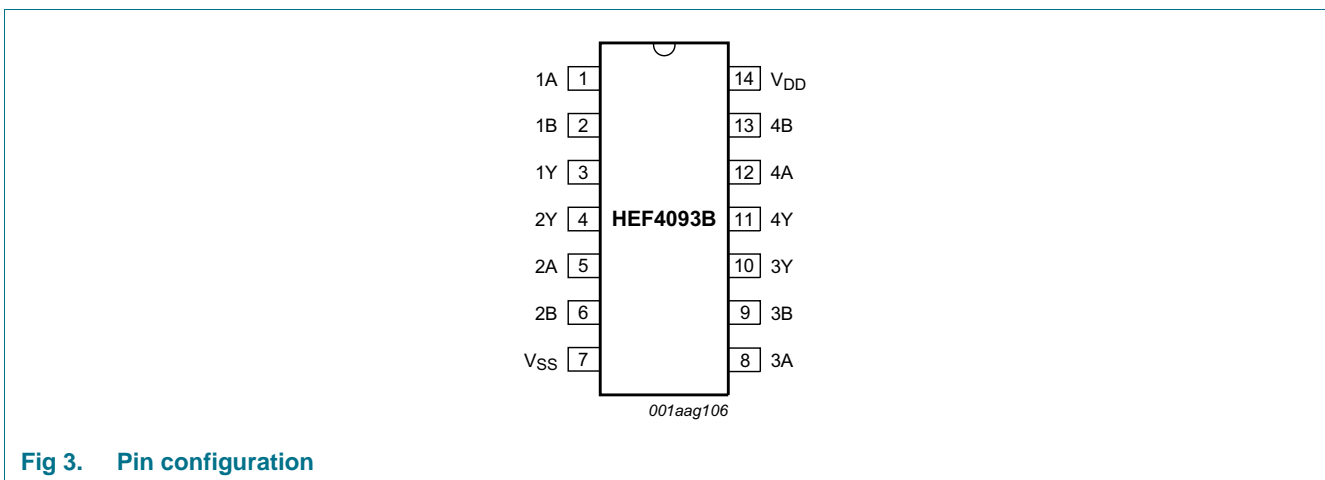 1A 1 14 VDD
1B 2 13 4B
1Y 3 12 4A
2Y 4 HEF4093B 11 4Y
2A 5 10 3Y
2B 6 9 3B
VSS 7 8 3A
001aag106
Fig 3. Pin configuration